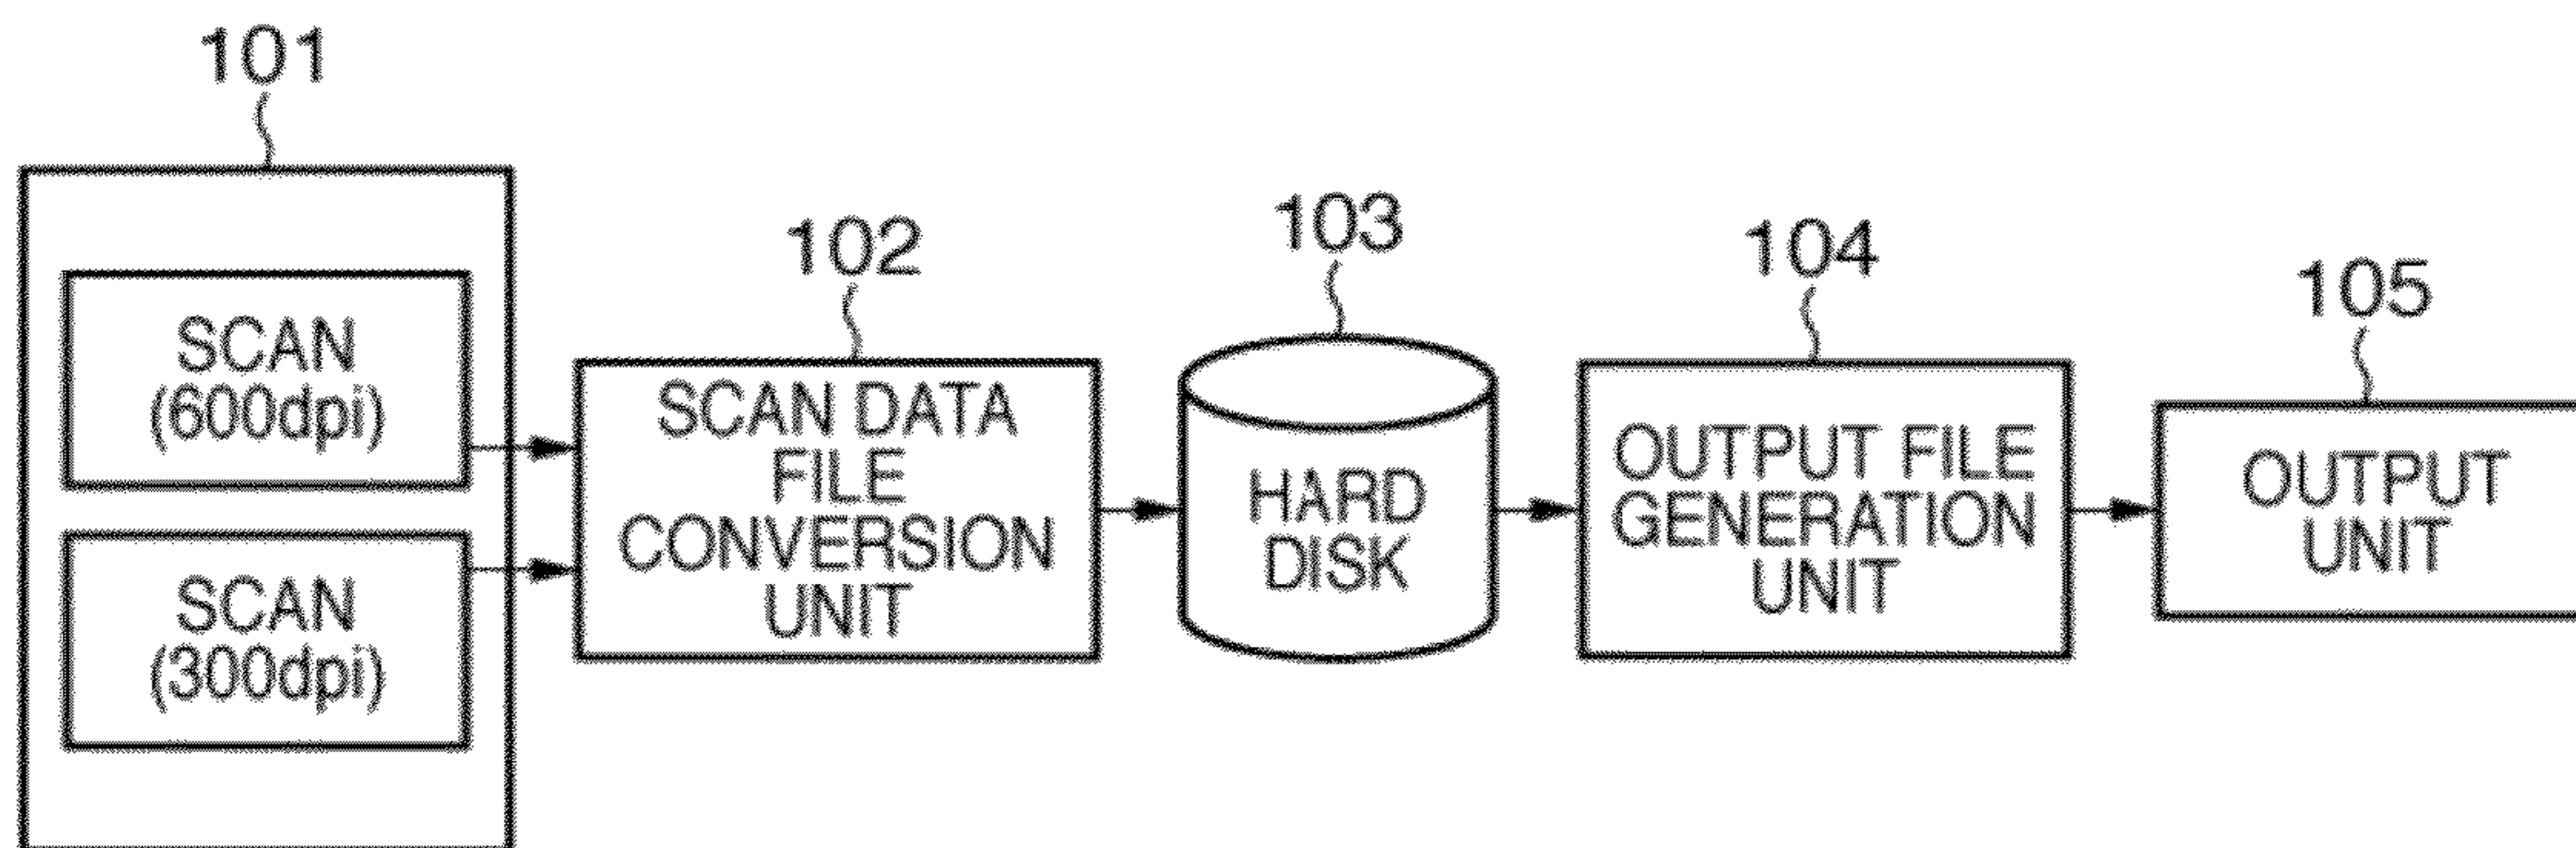 101
SCAN
(600dpi)
SCAN
(300dpi)
102
SCAN DATA
FILE
CONVERSION
UNIT
103
HARD
DISK
104
OUTPUT FILE
GENERATION
UNIT
105
OUTPUT
UNIT